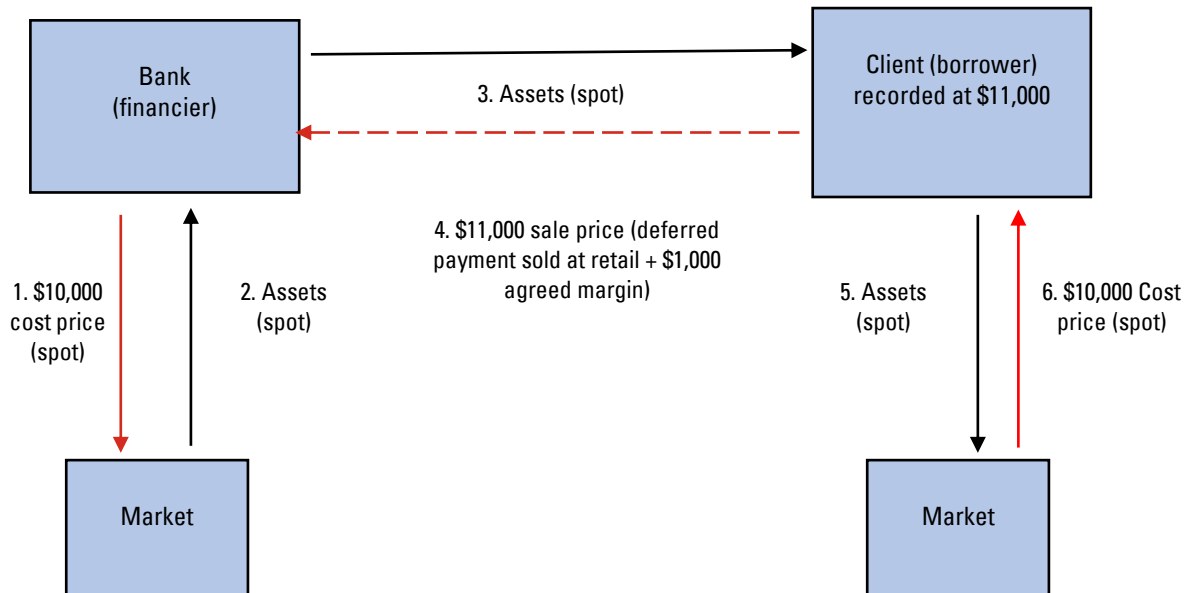 Bank
(financier)
Client (borrower)
recorded at $11,000
3. Assets (spot)
4. $11,000 sale price (deferred
payment sold at retail + $1,000
agreed margin)
1. $10,000
cost price
(spot)
2. Assets
(spot)
5. Assets
(spot)
6. $10,000 Cost
price (spot)
Market
Market